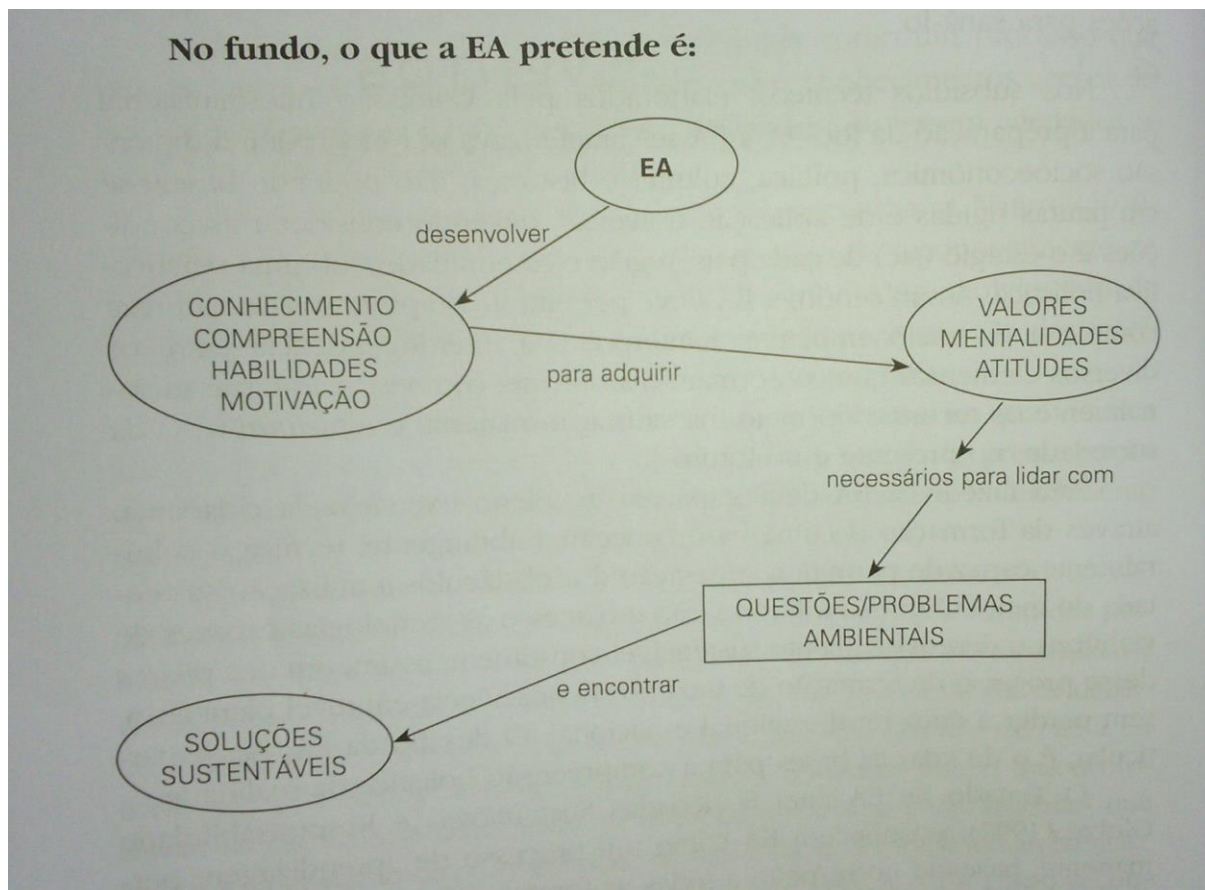 No fundo, o que a EA pretende é:
EA
desenvolver
CONHECIMENTO
COMPREENSÃO
HABILIDADES
MOTIVAÇÃO
para adquirir
VALORES
MENTALIDADES
ATITUDES
necessários para lidar com
QUESTÕES/PROBLEMAS
AMBIENTAIS
e encontrar
SOLUÇÕES
SUSTENTÁVEIS